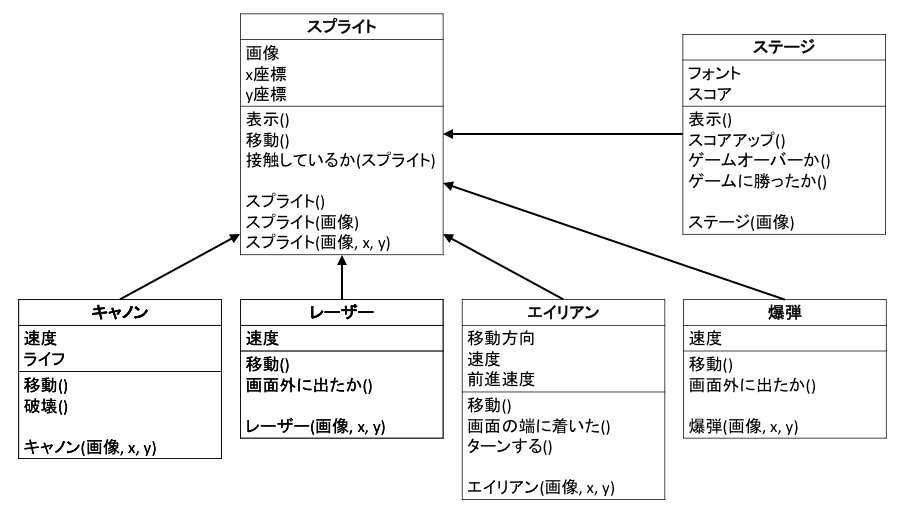 スプライト
画像
x座標
y座標
表示()
移動()
接触しているか(スプライト)
スプライト()
スプライト(画像)
スプライト(画像, x, y)
ステージ
フォント
スコア
表示()
スコアアップ()
ゲームオーバーか()
ゲームに勝ったか()
ステージ(画像)
キャノン
速度
ライフ
移動()
破壊()
キャノン(画像, x, y)
レーザー
速度
移動()
画面外に出たか()
レーザー(画像, x, y)
エイリアン
移動方向
速度
前進速度
移動()
画面の端に着いた()
ターンする()
エイリアン(画像, x, y)
爆弾
速度
移動()
画面外に出たか()
爆弾(画像, x, y)